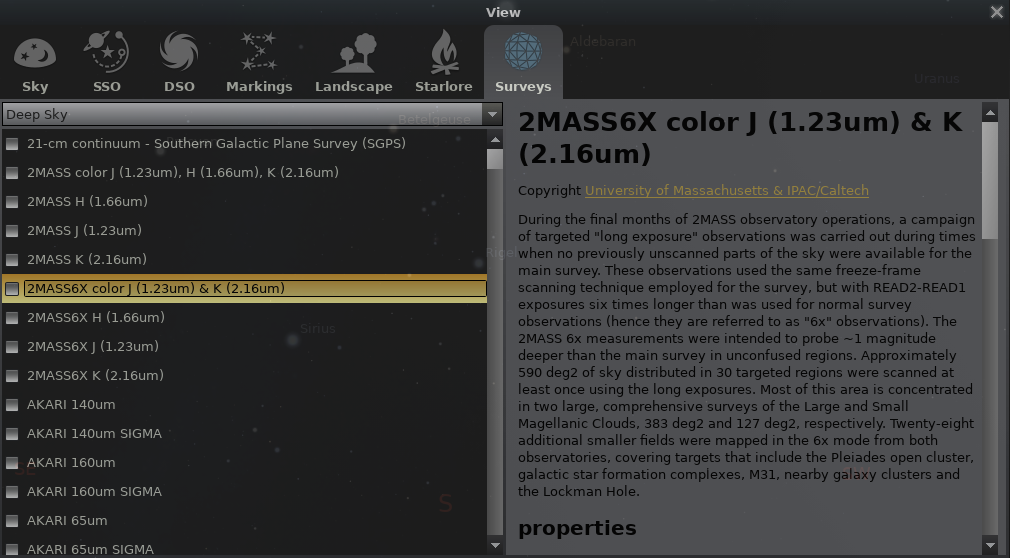 View
Aldebaran
Uranus
Sky
SSO
DSO
Markings
Landscape
Starlore
Surveys
Deep Sky
Betelgeuse
21-cm continuum - Southern Galactic Plane Survey (SGPS)
2MASS color J (1.23um), H (1.66um), K (2.16um)
2MASS H (1.66um)
2MASS J (1.23um)
2MASS K (2.16um)
Rigel
2MASS6X color J (1.23um) & K (2.16um)
2MASS6X H (1.66um)
Sirius
2MASS6X J (1.23um)
2MASS6X K (2.16um)
AKARI 140um
AKARI 140um SIGMA
AKARI 160um
SE
AKARI 160um SIGMA
S
AKARI 65um
AKARI 65um SIGMA
2MASS6X color J (1.23um) & K
(2.16um)
Copyright University of Massachusetts & IPAC/Caltech
During the final months of 2MASS observatory operations, a campaign
of targeted "long exposure" observations was carried out during times
when no previously unscanned parts of the sky were available for the
main survey. These observations used the same freeze-frame
scanning technique employed for the survey, but with READ2-READ1
exposures six times longer than was used for normal survey
observations (hence they are referred to as "6x" observations). The
2MASS 6x measurements were intended to probe ~1 magnitude
deeper than the main survey in unconfused regions. Approximately
590 deg2 of sky distributed in 30 targeted regions were scanned at
least once using the long exposures. Most of this area is concentrated
in two large, comprehensive surveys of the Large and Small
Magellanic Clouds, 383 deg2 and 127 deg2, respectively. Twenty-eight
additional smaller fields were mapped in the 6x mode from both
observatories, covering targets that include the Pleiades open cluster,
galactic star formation complexes, M31, nearby galaxy clusters and
the Lockman Hole.
properties